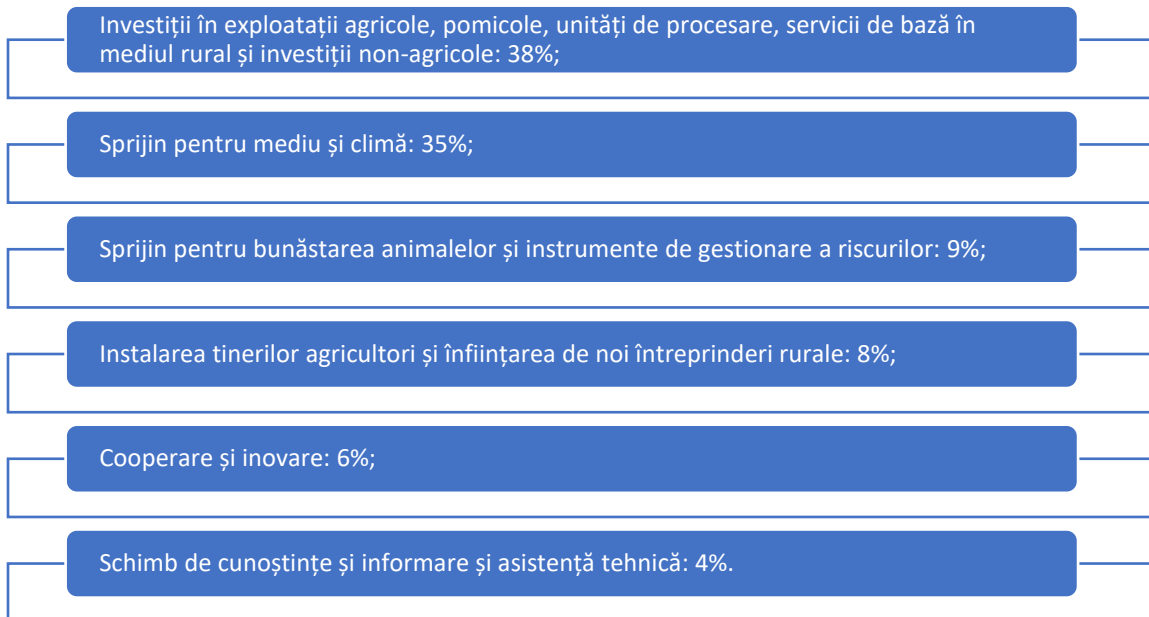 Investiții în exploatații agricole, pomicole, unități de procesare, servicii de bază în
mediul rural și investiții non-agricole: 38%;
Sprijin pentru mediu și climă: 35%;
Sprijin pentru bunăstarea animalelor și instrumente de gestionare a riscurilor: 9%;
Instalarea tinerilor agricultori și înființarea de noi întreprinderi rurale: 8%;
Cooperare și inovare: 6%;
Schimb de cunoștințe și informare și asistență tehnică: 4%.